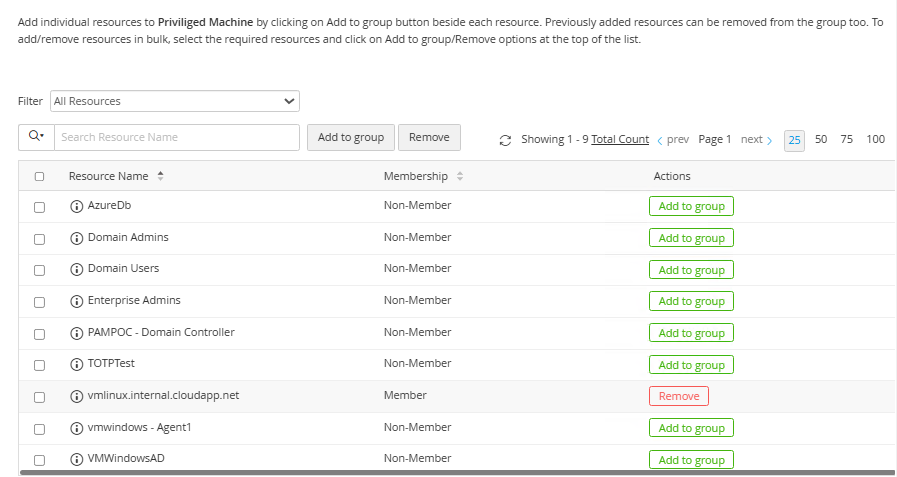 Add individual resources to Priviliged Machine by clicking on Add to group button beside each resource. Previously added resources can be removed from the group too. To
add/remove resources in bulk, select the required resources and click on Add to group/Remove options at the top of the list.
Filter All Resources
Search Resource Name Add to group Remove Showing 1 - 9 Total Count prev Page 1 next 25 50 75 100
Resource Name Membership Actions
AzureDb Non-Member Add to group
Domain Admins Non-Member Add to group
Domain Users Non-Member Add to group
Enterprise Admins Non-Member Add to group
PAMPOC - Domain Controller Non-Member Add to group
TOTPTest Non-Member Add to group
vmlinux.internal.cloudapp.net Member Remove
vmwindows - Agent1 Non-Member Add to group
VMWindowsAD Non-Member Add to group